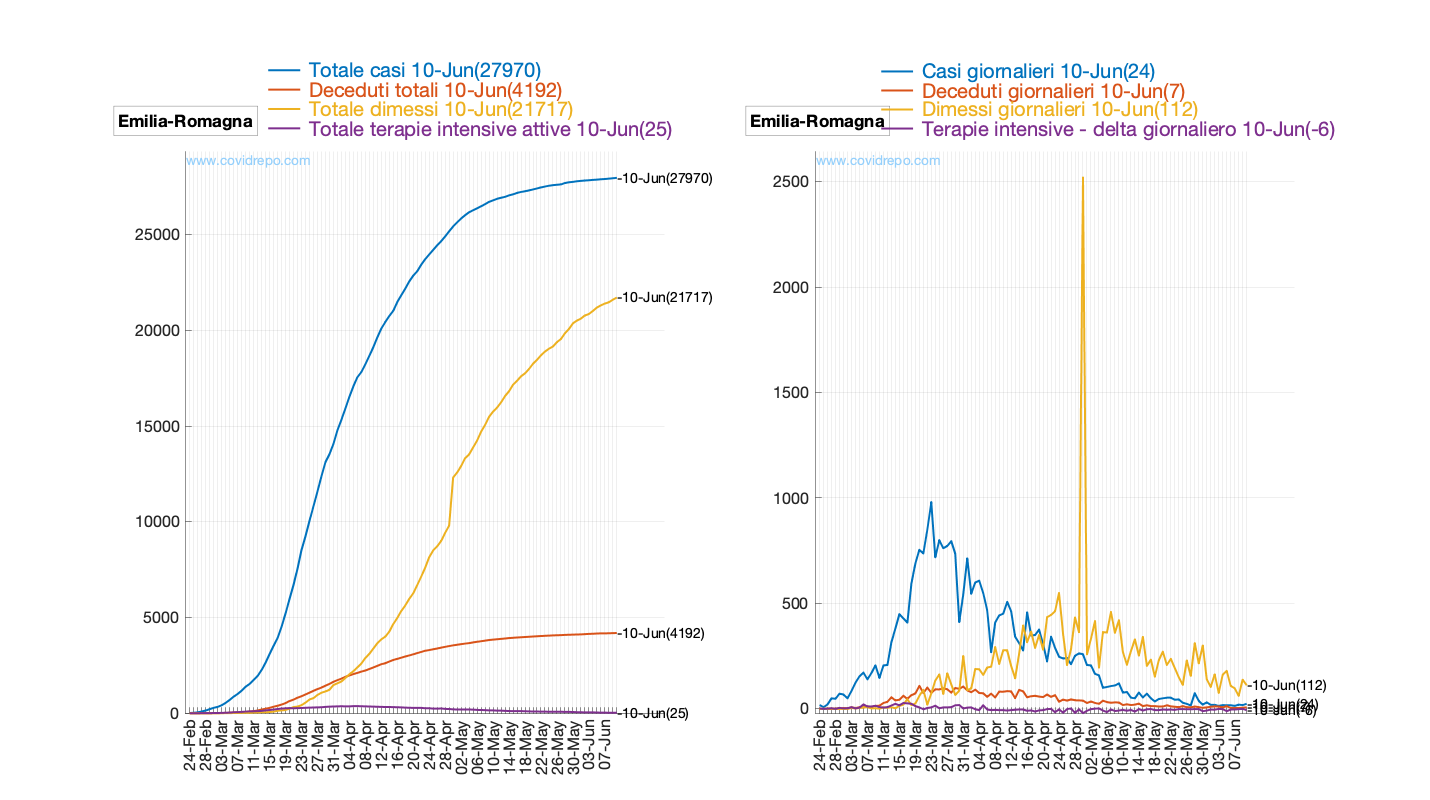 Totale casi 10-Jun(27970)
Deceduti totali 10-Jun(4192)
Totale dimessi 10-Jun(21717)
Totale terapie intensive attive 10-Jun(25)
Emilia-Romagna
www.covidrepo.com
-10-Jun(27970)
-10-Jun(21717)
-10-Jun(4192)
-10-Jun(25)
25000
20000
15000
10000
5000
0
24-Feb
28-Feb
03-Mar
07-Mar
11-Mar
15-Mar
19-Mar
23-Mar
27-Mar
31-Mar
04-Apr
08-Apr
12-Apr
16-Apr
20-Apr
24-Apr
28-Apr
02-May
06-May
10-May
14-May
18-May
22-May
26-May
30-May
03-Jun
07-Jun
Casi giornalieri 10-Jun(24)
Deceduti giornalieri 10-Jun(7)
Dimessi giornalieri 10-Jun(112)
Terapie intensive - delta giornaliero 10-Jun(-6)
Emilia-Romagna
www.covidrepo.com
2500
2000
1500
1000
500
0
-10-Jun(112)
-10-Jun(24)
24-Feb
28-Feb
03-Mar
07-Mar
11-Mar
15-Mar
19-Mar
23-Mar
27-Mar
31-Mar
04-Apr
08-Apr
12-Apr
16-Apr
20-Apr
24-Apr
28-Apr
02-May
06-May
10-May
14-May
18-May
22-May
26-May
30-May
03-Jun
07-Jun